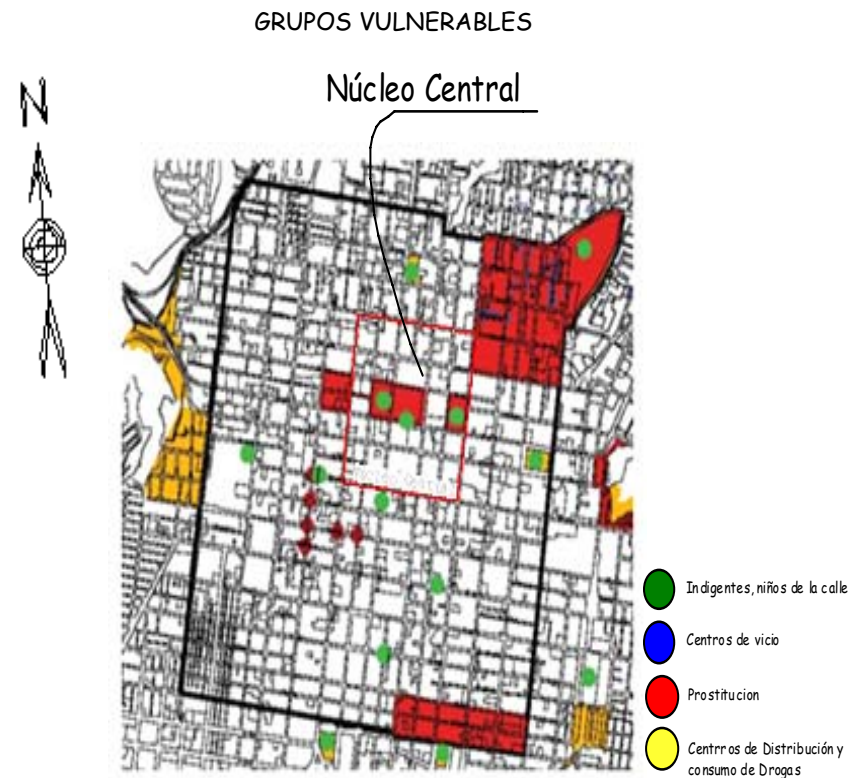 GRUPOS VULNERABLES
Núcleo Central
N
Indigentes, niños de la calle
Centros de vicio
Prostitucion
Centrros de Distribución y
consumo de Drogas